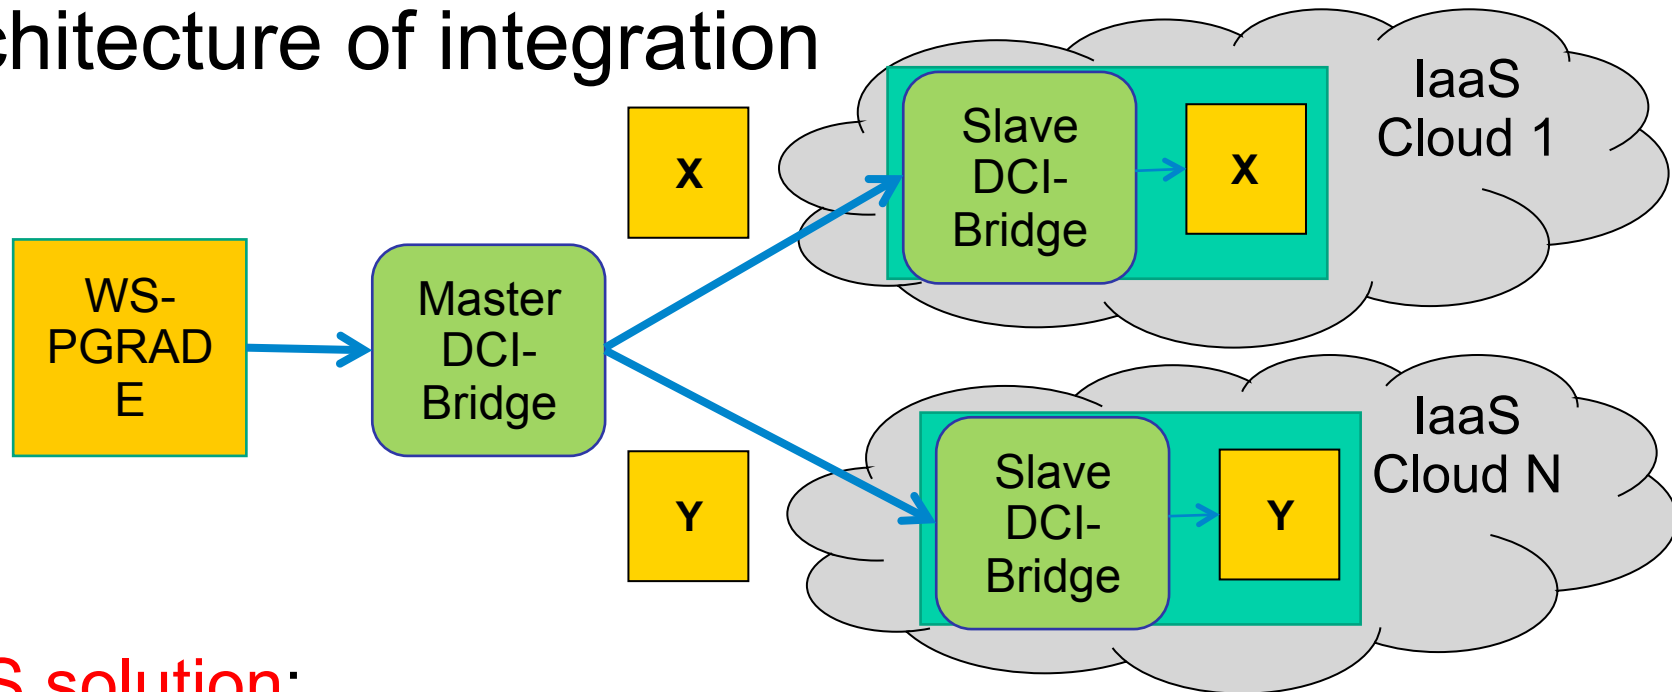 chitecture of integration
IaaS
Cloud 1
Slave
DCI-
Bridge
X
X
WS-
PGRAD
E
Master
DCI-
Bridge
IaaS
Cloud N
Slave
DCI-
Bridge
Y
Y
S solution: